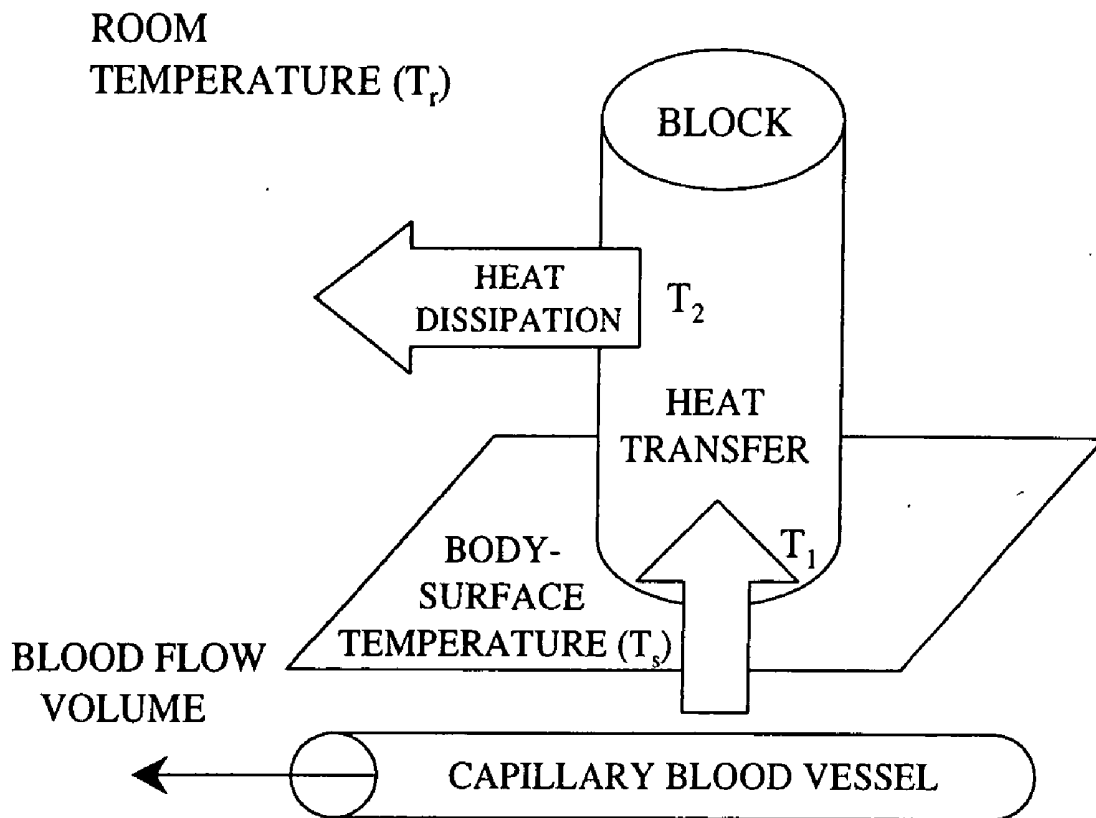 ROOM
TEMPERATURE (Tᵣ)
BLOCK
HEAT
DISSIPATION
T₂
HEAT
TRANSFER
T₁
BODY-
SURFACE
TEMPERATURE (Tₛ)
BLOOD FLOW
VOLUME
CAPILLARY BLOOD VESSEL